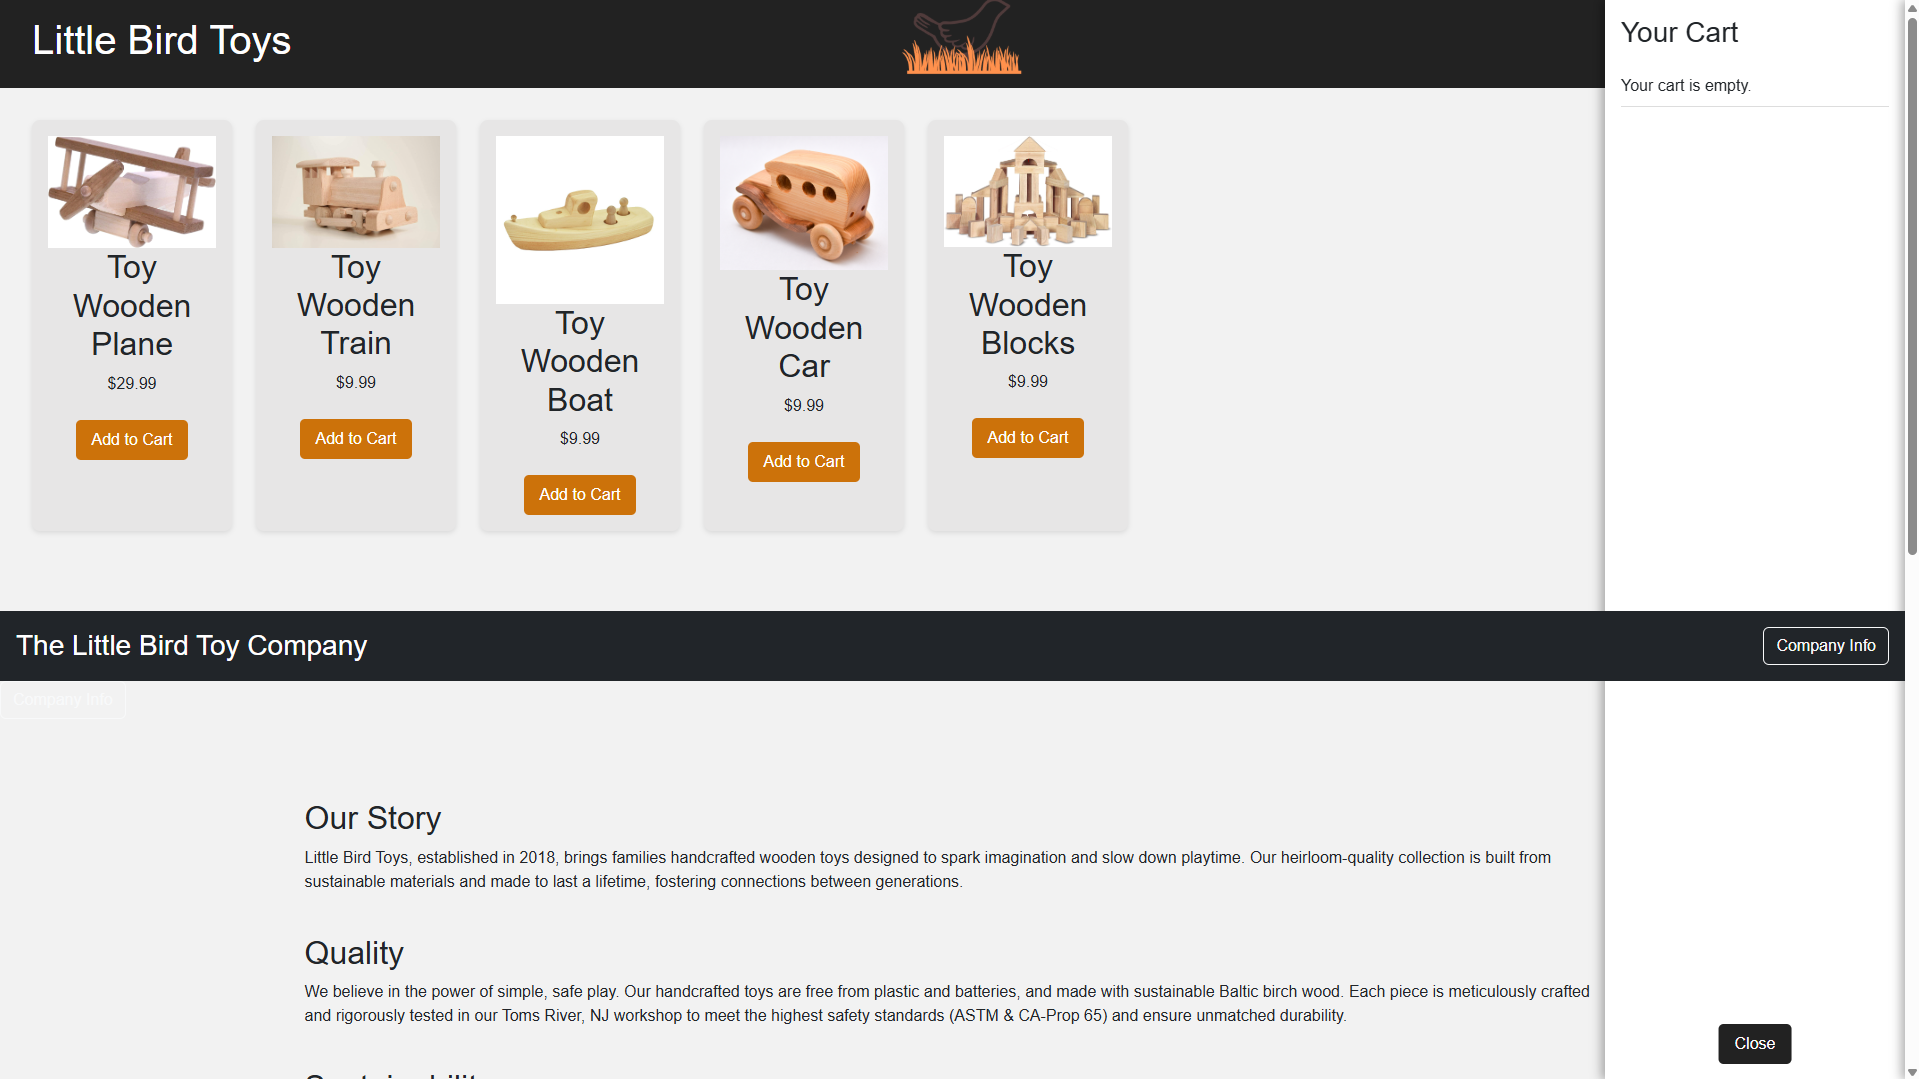 Little Bird Toys
Your Cart
Your cart is empty.
Toy
Wooden
Plane
$29.99
Add to Cart
Toy
Wooden
Train
$9.99
Add to Cart
Toy
Wooden
Boat
$9.99
Add to Cart
Toy
Wooden
Car
$9.99
Add to Cart
Toy
Wooden
Blocks
$9.99
Add to Cart
The Little Bird Toy Company
Company Info
Company Info
Our Story
Little Bird Toys, established in 2018, brings families handcrafted wooden toys designed to spark imagination and slow down playtime. Our heirloom-quality collection is built from
sustainable materials and made to last a lifetime, fostering connections between generations.
Quality
We believe in the power of simple, safe play. Our handcrafted toys are free from plastic and batteries, and made with sustainable Baltic birch wood. Each piece is meticulously crafted
and rigorously tested in our Toms River, NJ workshop to meet the highest safety standards (ASTM & CA-Prop 65) and ensure unmatched durability.
Close